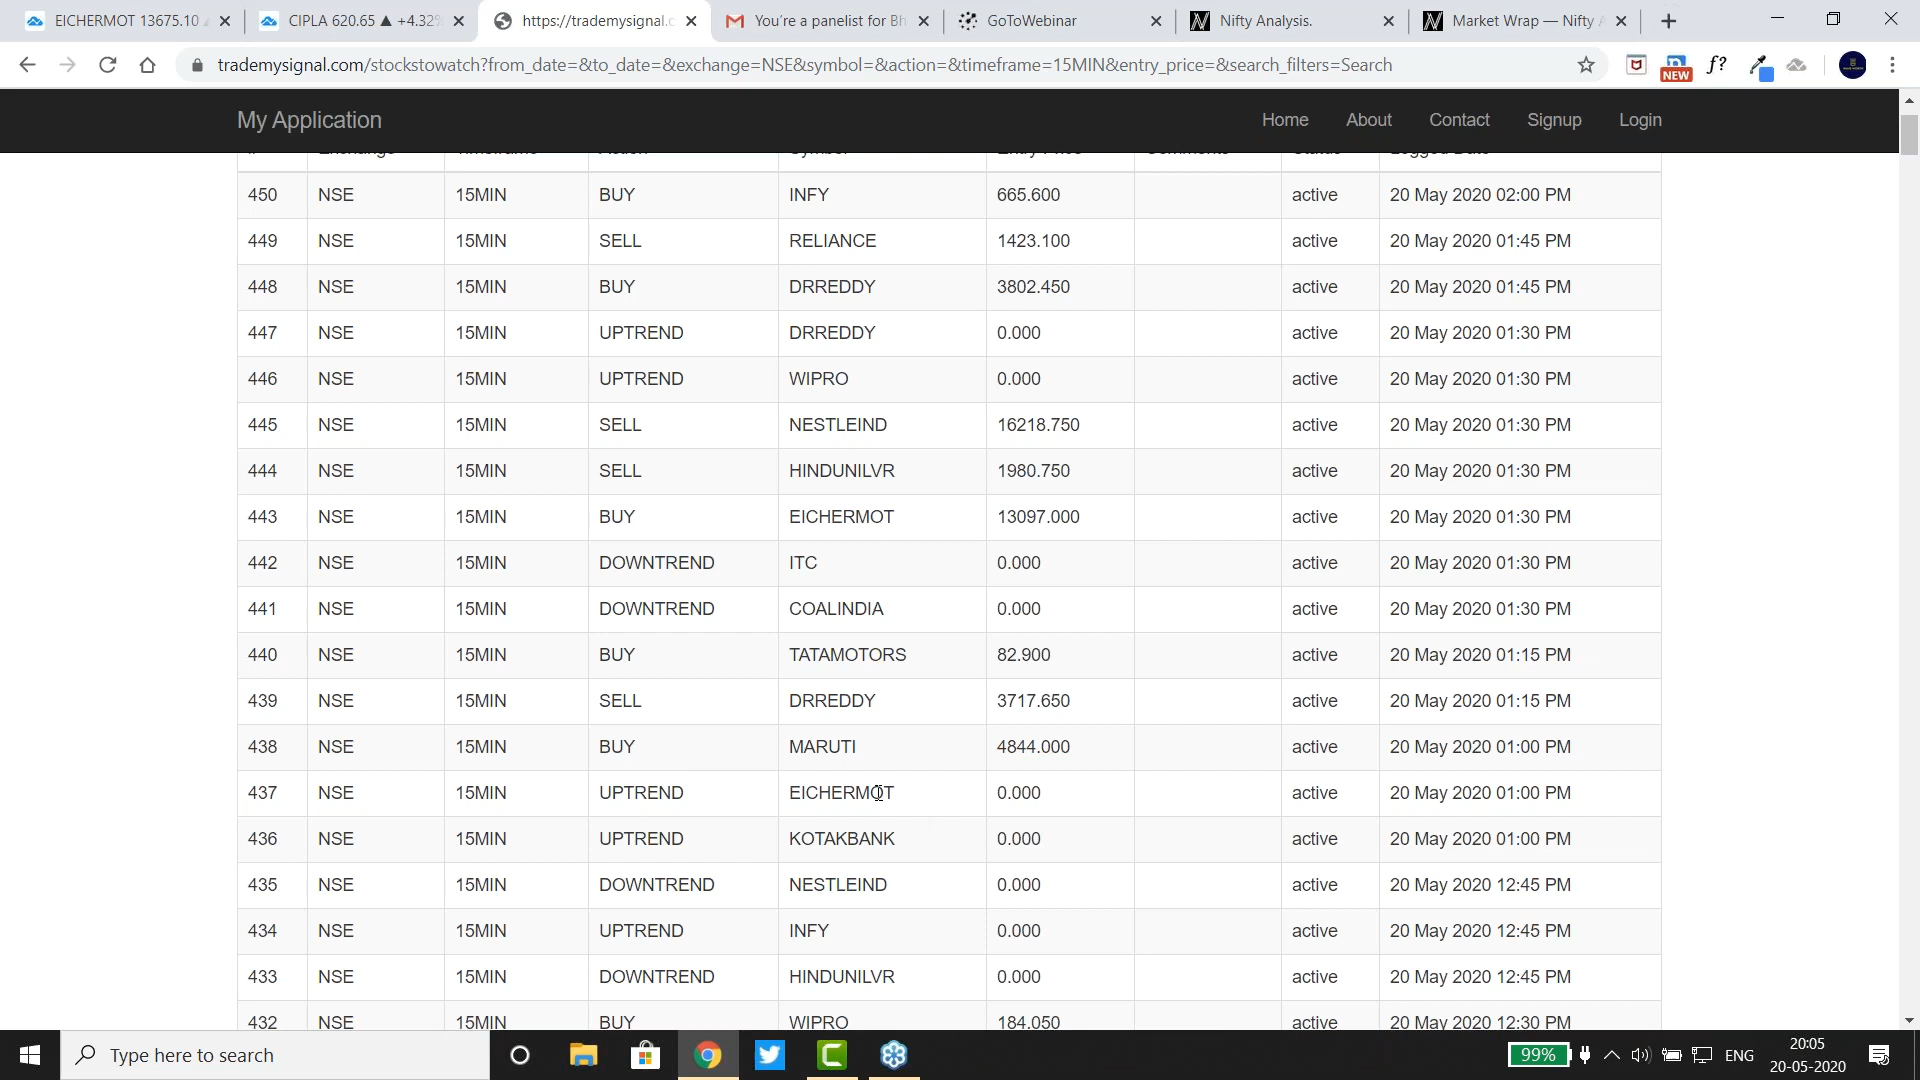 EICHERMOT 13675.10
CIPLA 620.65 ▲ +4.32%
https://trademysignal.c
You're a panelist for Bh
GoToWebinar
Nifty Analysis.
Market Wrap — Nifty
trademysignal.com/stockstowatch?from_date=&to_date=&exchange=NSE&symbol=&action=&timeframe=15MIN&entry_price=&search_filters=Search
NEW
f?
My Application
Home About Contact Signup Login
450 NSE 15MIN BUY INFY 665.600 active 20 May 2020 02:00 PM
449 NSE 15MIN SELL RELIANCE 1423.100 active 20 May 2020 01:45 PM
448 NSE 15MIN BUY DRREDDY 3802.450 active 20 May 2020 01:45 PM
447 NSE 15MIN UPTREND DRREDDY 0.000 active 20 May 2020 01:30 PM
446 NSE 15MIN UPTREND WIPRO 0.000 active 20 May 2020 01:30 PM
445 NSE 15MIN SELL NESTLEIND 16218.750 active 20 May 2020 01:30 PM
444 NSE 15MIN SELL HINDUNILVR 1980.750 active 20 May 2020 01:30 PM
443 NSE 15MIN BUY EICHERMOT 13097.000 active 20 May 2020 01:30 PM
442 NSE 15MIN DOWNTREND ITC 0.000 active 20 May 2020 01:30 PM
441 NSE 15MIN DOWNTREND COALINDIA 0.000 active 20 May 2020 01:30 PM
440 NSE 15MIN BUY TATAMOTORS 82.900 active 20 May 2020 01:15 PM
439 NSE 15MIN SELL DRREDDY 3717.650 active 20 May 2020 01:15 PM
438 NSE 15MIN BUY MARUTI 4844.000 active 20 May 2020 01:00 PM
437 NSE 15MIN UPTREND EICHERMOT 0.000 active 20 May 2020 01:00 PM
436 NSE 15MIN UPTREND KOTAKBANK 0.000 active 20 May 2020 01:00 PM
435 NSE 15MIN DOWNTREND NESTLEIND 0.000 active 20 May 2020 12:45 PM
434 NSE 15MIN UPTREND INFY 0.000 active 20 May 2020 12:45 PM
433 NSE 15MIN DOWNTREND HINDUNILVR 0.000 active 20 May 2020 12:45 PM
432 NSE 15MIN BUY WIPRO 184.050 active 20 May 2020 12:30 PM
Type here to search
99%
ENG
20:05
20-05-2020